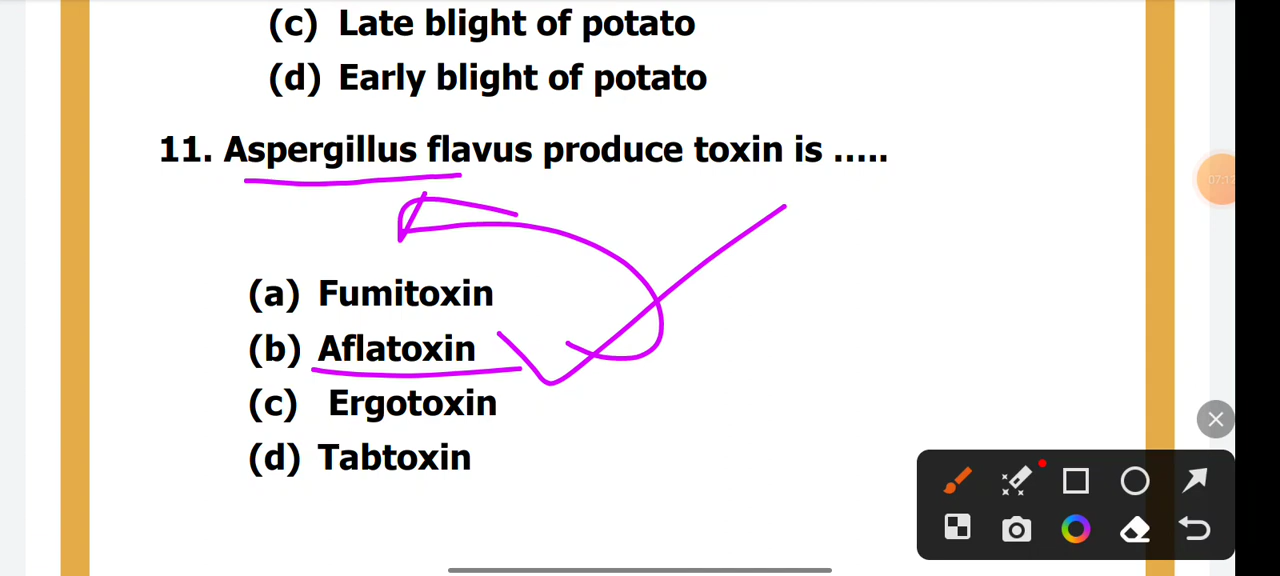 (c) Late blight of potato
(d) Early blight of potato
11. Aspergillus flavus produce toxin is .....
(a) Fumitoxin
(b) Aflatoxin
(c) Ergotoxin
(d) Tabtoxin